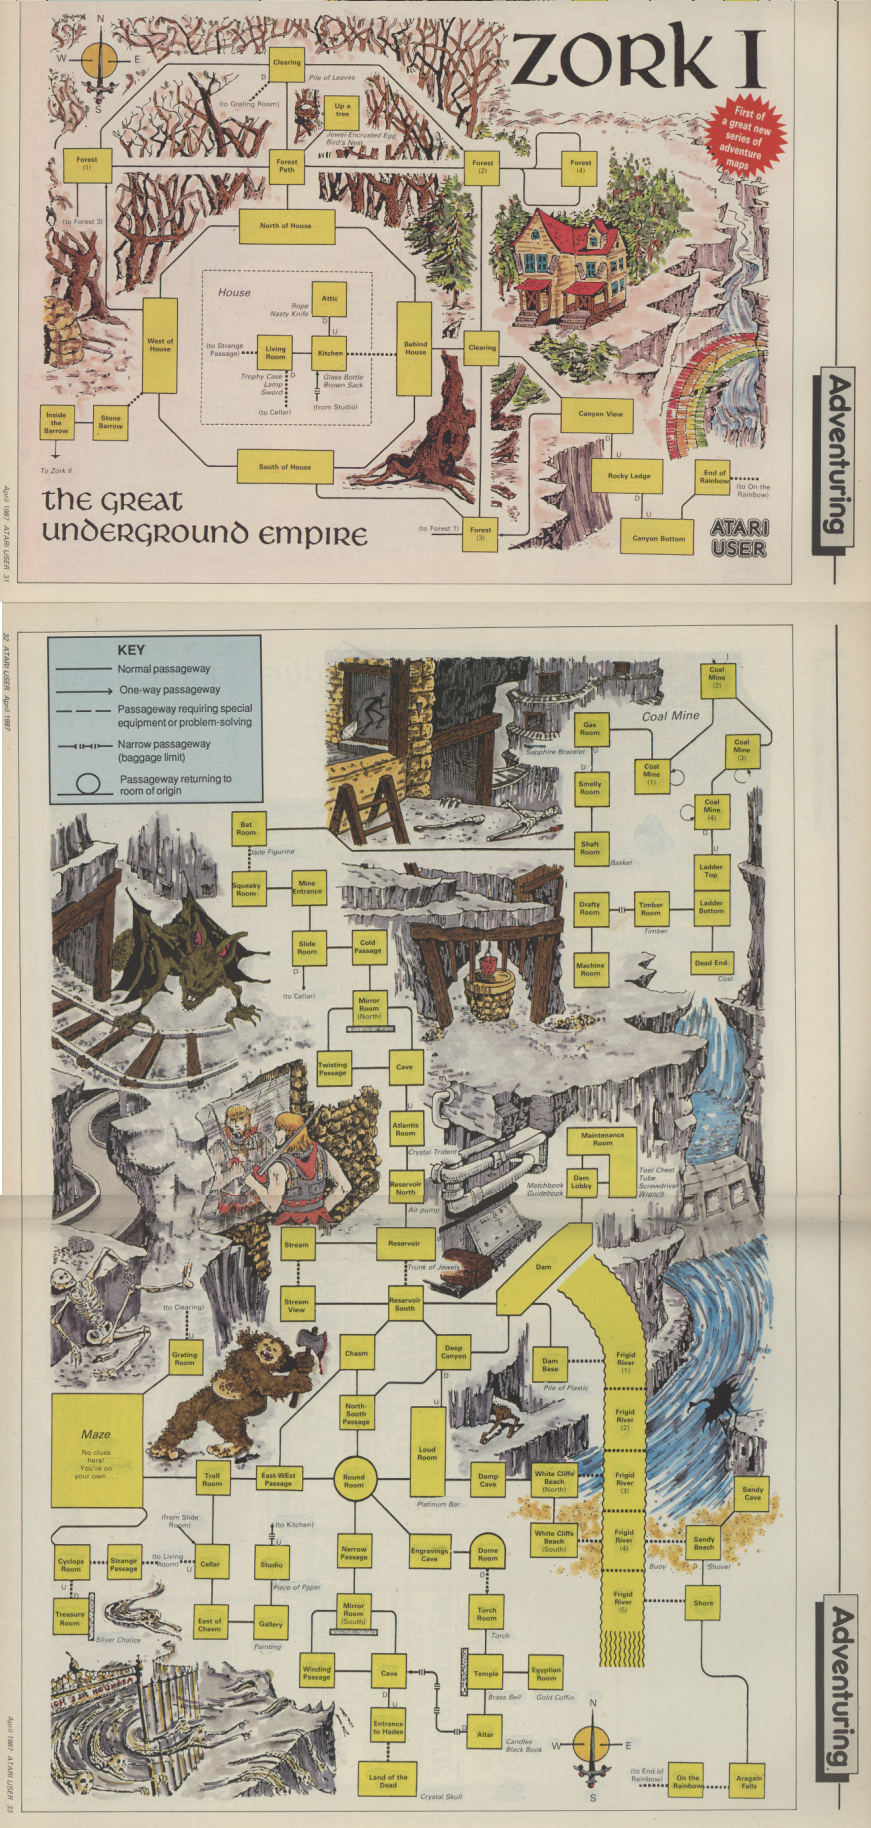 ZORK I
First of
a great new
series of
adventure
maps
N
W
E
S
Clearing
D
Pile of Leaves
(to Grating Room)
Up a
tree
D
Jewel-Encrusted Egg
Bird's Nest
Forest
(1)
Forest
Path
Forest
(2)
Forest
(4)
(to Forest 3)
North of House
House
Attic
Rope
Nasty Knife
D
U
West of
House
(to Strange
Passage)
Living
Room
Kitchen
Behind
House
Clearing
Trophy Case
Lamp
Sword
D
Glass Bottle
Brown Sack
(to Cellar)
(from Studio)
Inside
the
Barrow
Stone
Barrow
To Zork II
Canyon View
D
U
South of House
Rocky Ledge
End of
Rainbow
(to On the
Rainbow)
D
U
the GREAT
UNDERGROUND EMPIRE
(to Forest 1)
Forest
(3)
Canyon Bottom
ATARI
USER
Adventuring
April 1987 ATARI USER 31
32 ATARI USER April 1987
KEY
Normal passageway
One-way passageway
Passageway requiring special
equipment or problem-solving
Narrow passageway
(baggage limit)
Passageway returning to
room of origin
Coal
Mine
(2)
Coal Mine
Gas
Room
Sapphire Bracelet
U
D
Coal
Mine
(3)
Coal
Mine
(1)
Smelly
Room
Coal
Mine
(4)
D
U
Bat
Room
Jade Figurine
Shaft
Room
Basket
Ladder
Top
Squeaky
Room
Mine
Entrance
Drafty
Room
Timber
Room
Timber
Ladder
Bottom
Slide
Room
Cold
Passage
D
(to Cellar)
Machine
Room
Dead End
Coal
Mirror
Room
(North)
Twisting
Passage
Cave
U
Atlantis
Room
Crystal Trident
Maintenance
Room
Dam
Lobby
Matchbook
Guidebook
Tool Chest
Tube
Screwdriver
Wrench
Reservoir
North
Air pump
Stream
Reservoir
Trunk of Jewels
Dam
Stream
View
Reservoir
South
(to Clearing)
U
Grating
Room
Chasm
Deep
Canyon
D
Dam
Base
Pile of Plastic
Frigid
River
(1)
Maze
No clues
here!
You're on
your own . . .
North-
South
Passage
U
Loud
Room
Platinum Bar
Frigid
River
(2)
Troll
Room
East-WEst
Passage
Round
Room
Damp
Cave
White Cliffs
Beach
(North)
Frigid
River
(3)
Sandy
Cave
(from Slide
Room)
(to Kitchen)
U
White Cliffs
Beach
(South)
Frigid
River
(4)
Sandy
Beach
Buoy
Shovel
Cyclops
Room
Strange
Passage
(to Living
Room)
U
Cellar
Studio
Piece of Paper
Narrow
Passage
Engravings
Cave
Dome
Room
D
U
D
Treasure
Room
Silver Chalice
East of
Chasm
Gallery
Painting
Mirror
Room
(South)
Torch
Room
Torch
Frigid
River
(5)
Shore
Winding
Passage
Cave
D
U
Temple
Brass Bell
Egyptian
Room
Gold Coffin
Entrance
to Hades
D
Altar
Candles
Black Book
N
W
E
S
Land of the
Dead
Crystal Skull
(to End of
Rainbow)
On the
Rainbow
Aragain
Falls
Adventuring
April 1987 ATARI USER 33